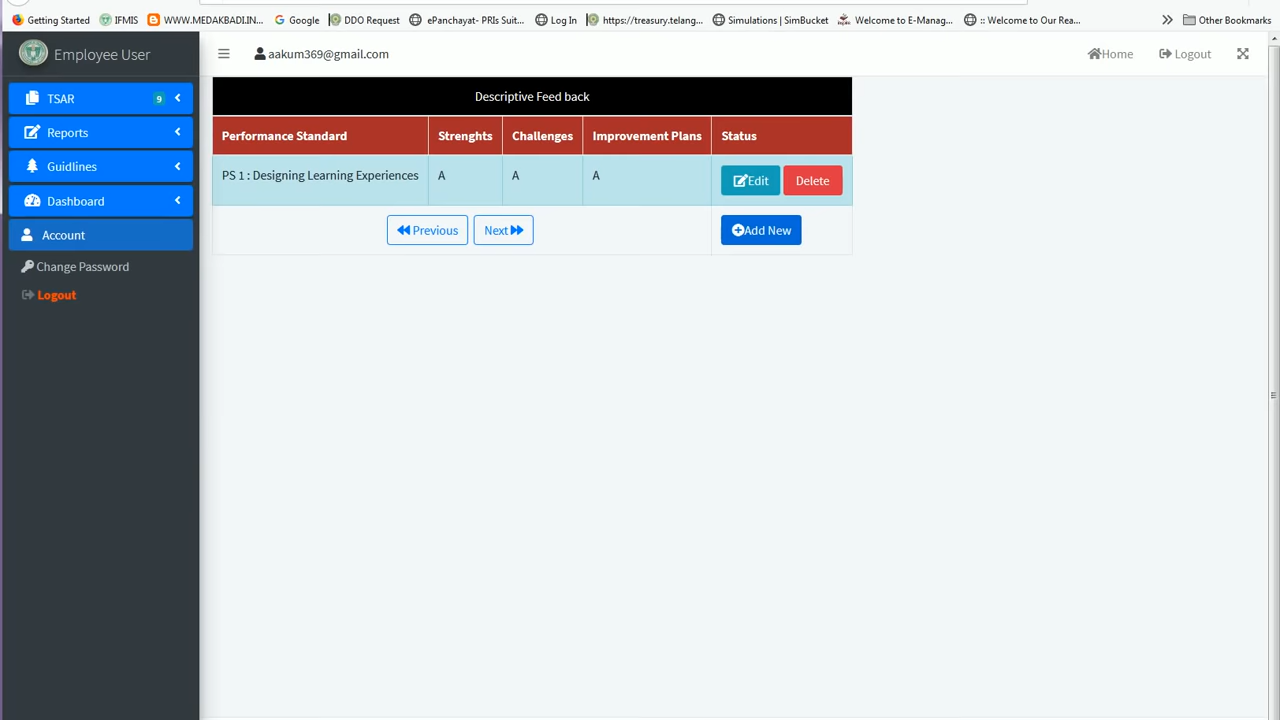 Getting Started IFMIS WWW.MEDAKBADI.IN... Google DDO Request ePanchayat- PRIs Suit... Log In https://treasury.telang... Simulations | SimBucket Welcome to E-Manag... :: Welcome to Our Rea... Other Bookmarks
Employee User
aakum369@gmail.com Home Logout
TSAR 9
Reports
Guidlines
Dashboard
Account
Change Password
Logout
Descriptive Feed back
Performance Standard Strenghts Challenges Improvement Plans Status
PS 1 : Designing Learning Experiences A A A Edit Delete
Previous Next Add New